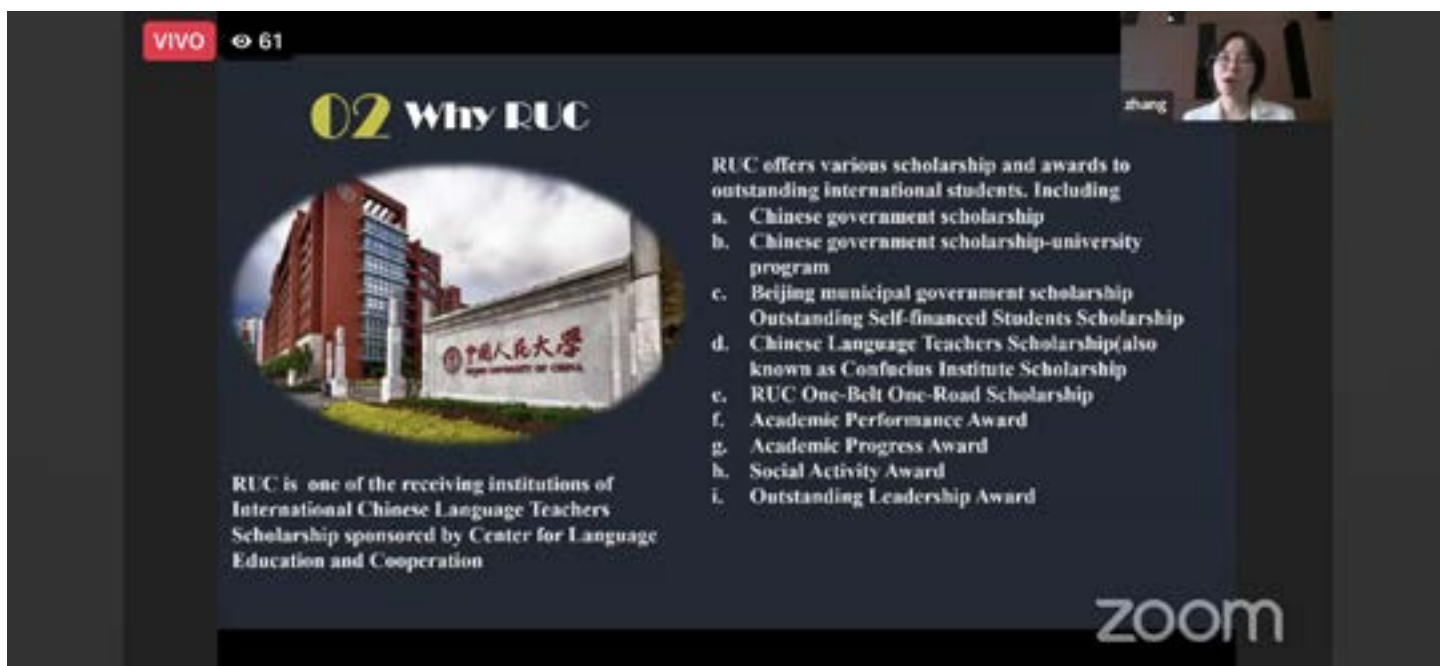 VIVO 61
zhang
02 Why RUC
中国人民大学
RENMIN UNIVERSITY OF CHINA
RUC is one of the receiving institutions of
International Chinese Language Teachers
Scholarship sponsored by Center for Language
Education and Cooperation
RUC offers various scholarship and awards to
outstanding international students. Including
a. Chinese government scholarship
b. Chinese government scholarship-university
program
c. Beijing municipal government scholarship
Outstanding Self-financed Students Scholarship
d. Chinese Language Teachers Scholarship(also
known as Confucius Institute Scholarship
e. RUC One-Belt One-Road Scholarship
f. Academic Performance Award
g. Academic Progress Award
h. Social Activity Award
i. Outstanding Leadership Award
zoom